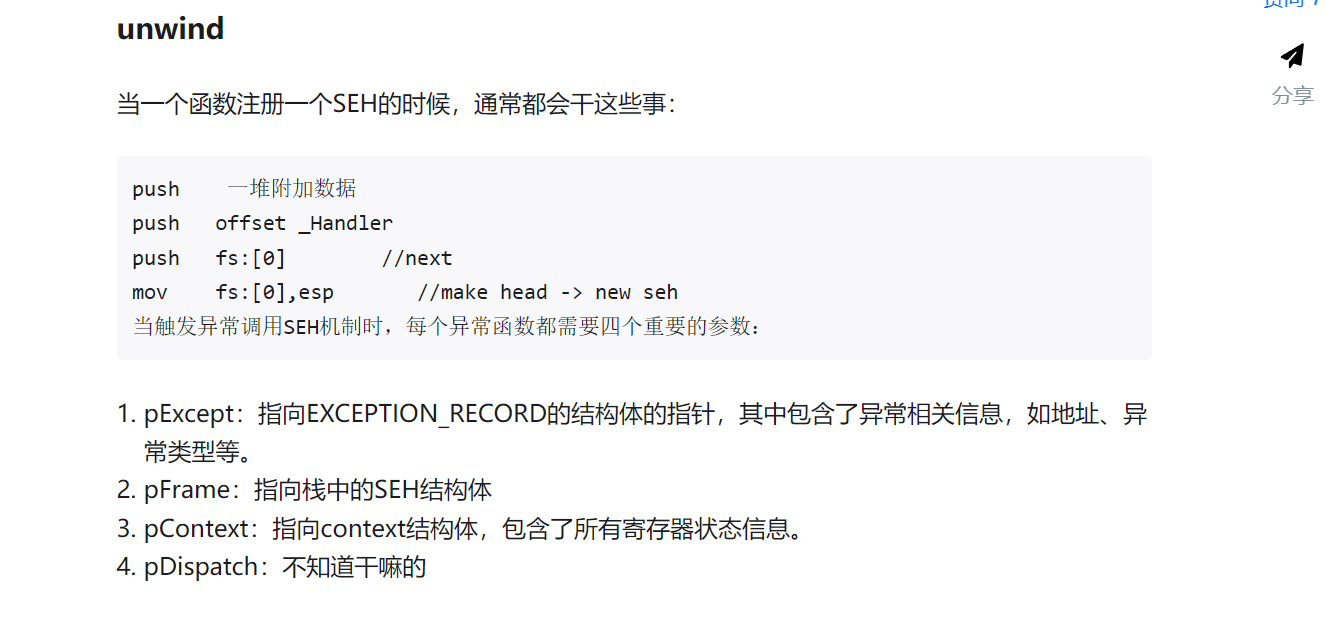 unwind
当一个函数注册一个SEH的时候，通常都会干这些事：
push    一堆附加数据
push   offset _Handler
push   fs:[0]        //next
mov    fs:[0],esp       //make head -> new seh
当触发异常调用SEH机制时，每个异常函数都需要四个重要的参数：
1. pExcept：指向EXCEPTION_RECORD的结构体的指针，其中包含了异常相关信息，如地址、异
常类型等。
2. pFrame：指向栈中的SEH结构体
3. pContext：指向context结构体，包含了所有寄存器状态信息。
4. pDispatch：不知道干嘛的
分享